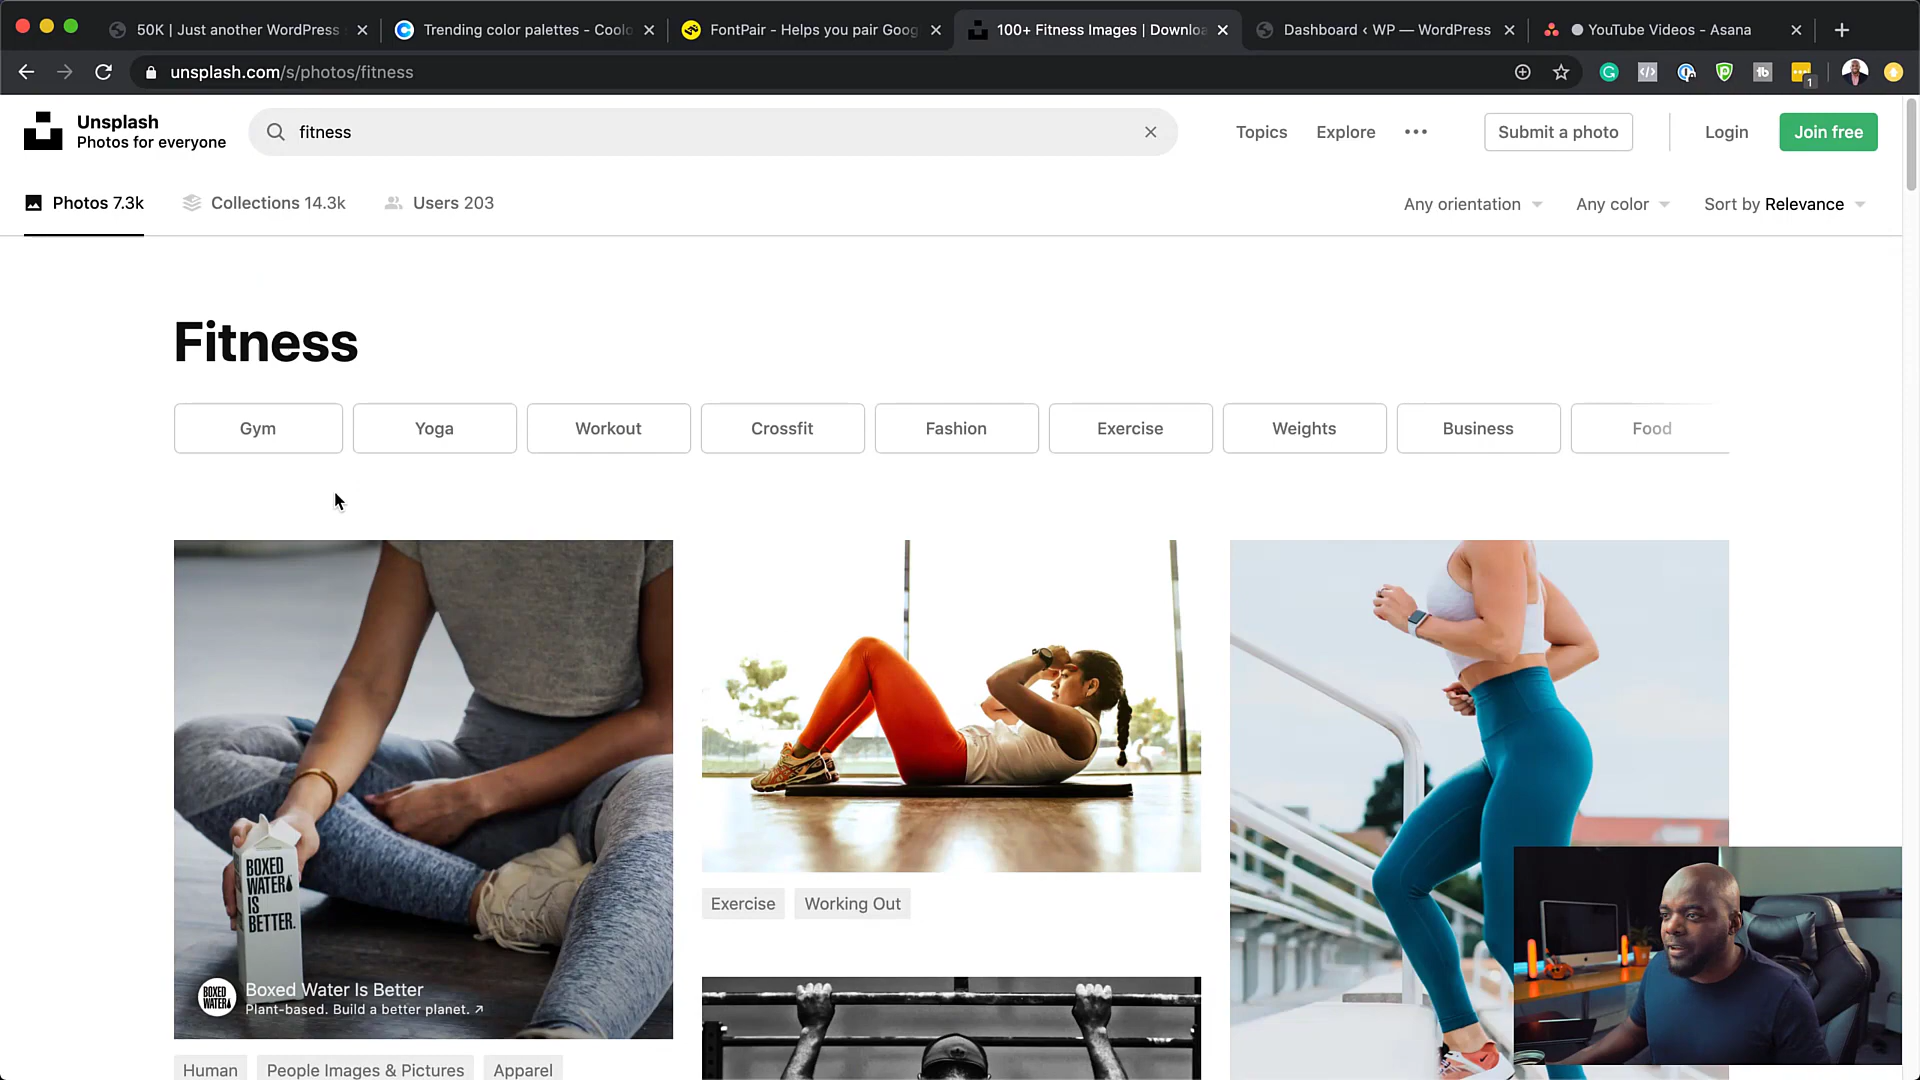 50K | Just another WordPress
Trending color palettes - Coolo
FontPair - Helps you pair Goog
100+ Fitness Images | Downloa
Dashboard ‹ WP — WordPress
YouTube Videos - Asana
unsplash.com/s/photos/fitness
1
Unsplash
Photos for everyone
fitness
Topics
Explore
Submit a photo
Login
Join free
Photos 7.3k
Collections 14.3k
Users 203
Any orientation
Any color
Sort by Relevance
Fitness
Gym
Yoga
Workout
Crossfit
Fashion
Exercise
Weights
Business
Food
BOXED
WATER
IS
BETTER.
BOXED
WATER
Boxed Water Is Better
Plant-based. Build a better planet. ↗
Exercise
Working Out
Human
People Images & Pictures
Apparel